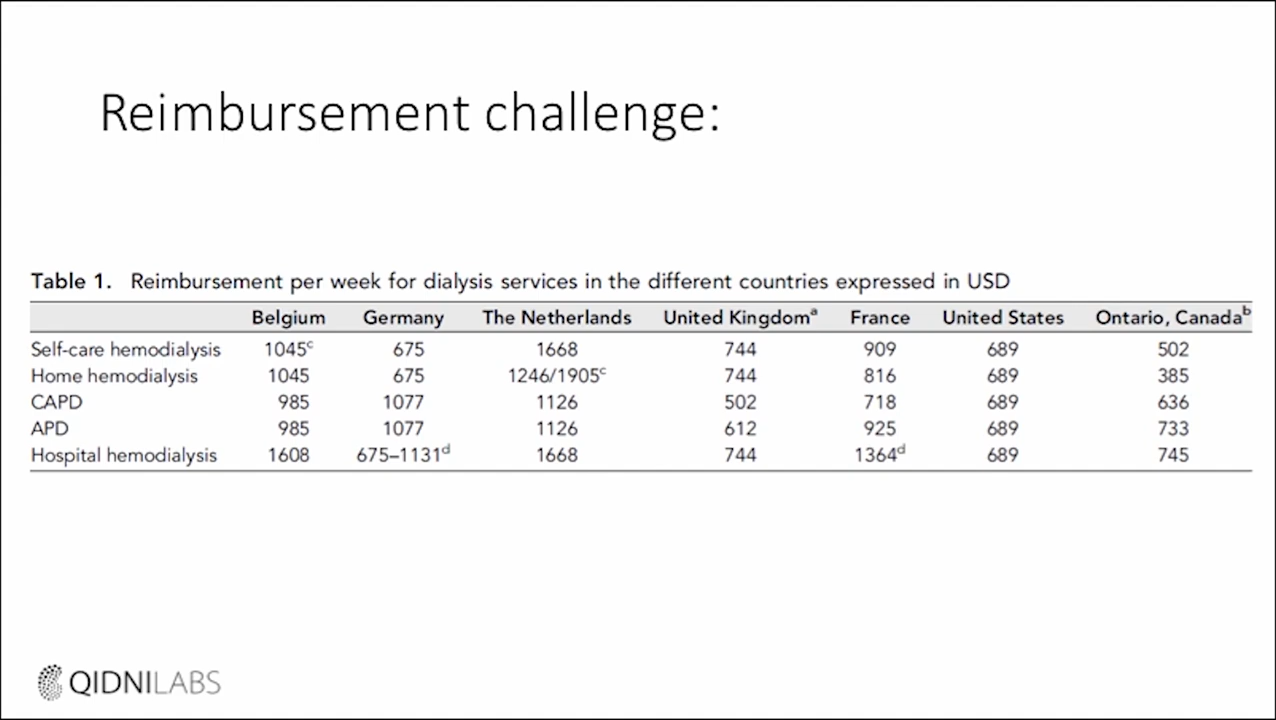 Reimbursement challenge:
Table 1. Reimbursement per week for dialysis services in the different countries expressed in USD
Belgium Germany The Netherlands United Kingdomᵃ France United States Ontario, Canadaᵇ
Self-care hemodialysis 1045ᶜ 675 1668 744 909 689 502
Home hemodialysis 1045 675 1246/1905ᶜ 744 816 689 385
CAPD 985 1077 1126 502 718 689 636
APD 985 1077 1126 612 925 689 733
Hospital hemodialysis 1608 675–1131ᵈ 1668 744 1364ᵈ 689 745
QIDNILABS